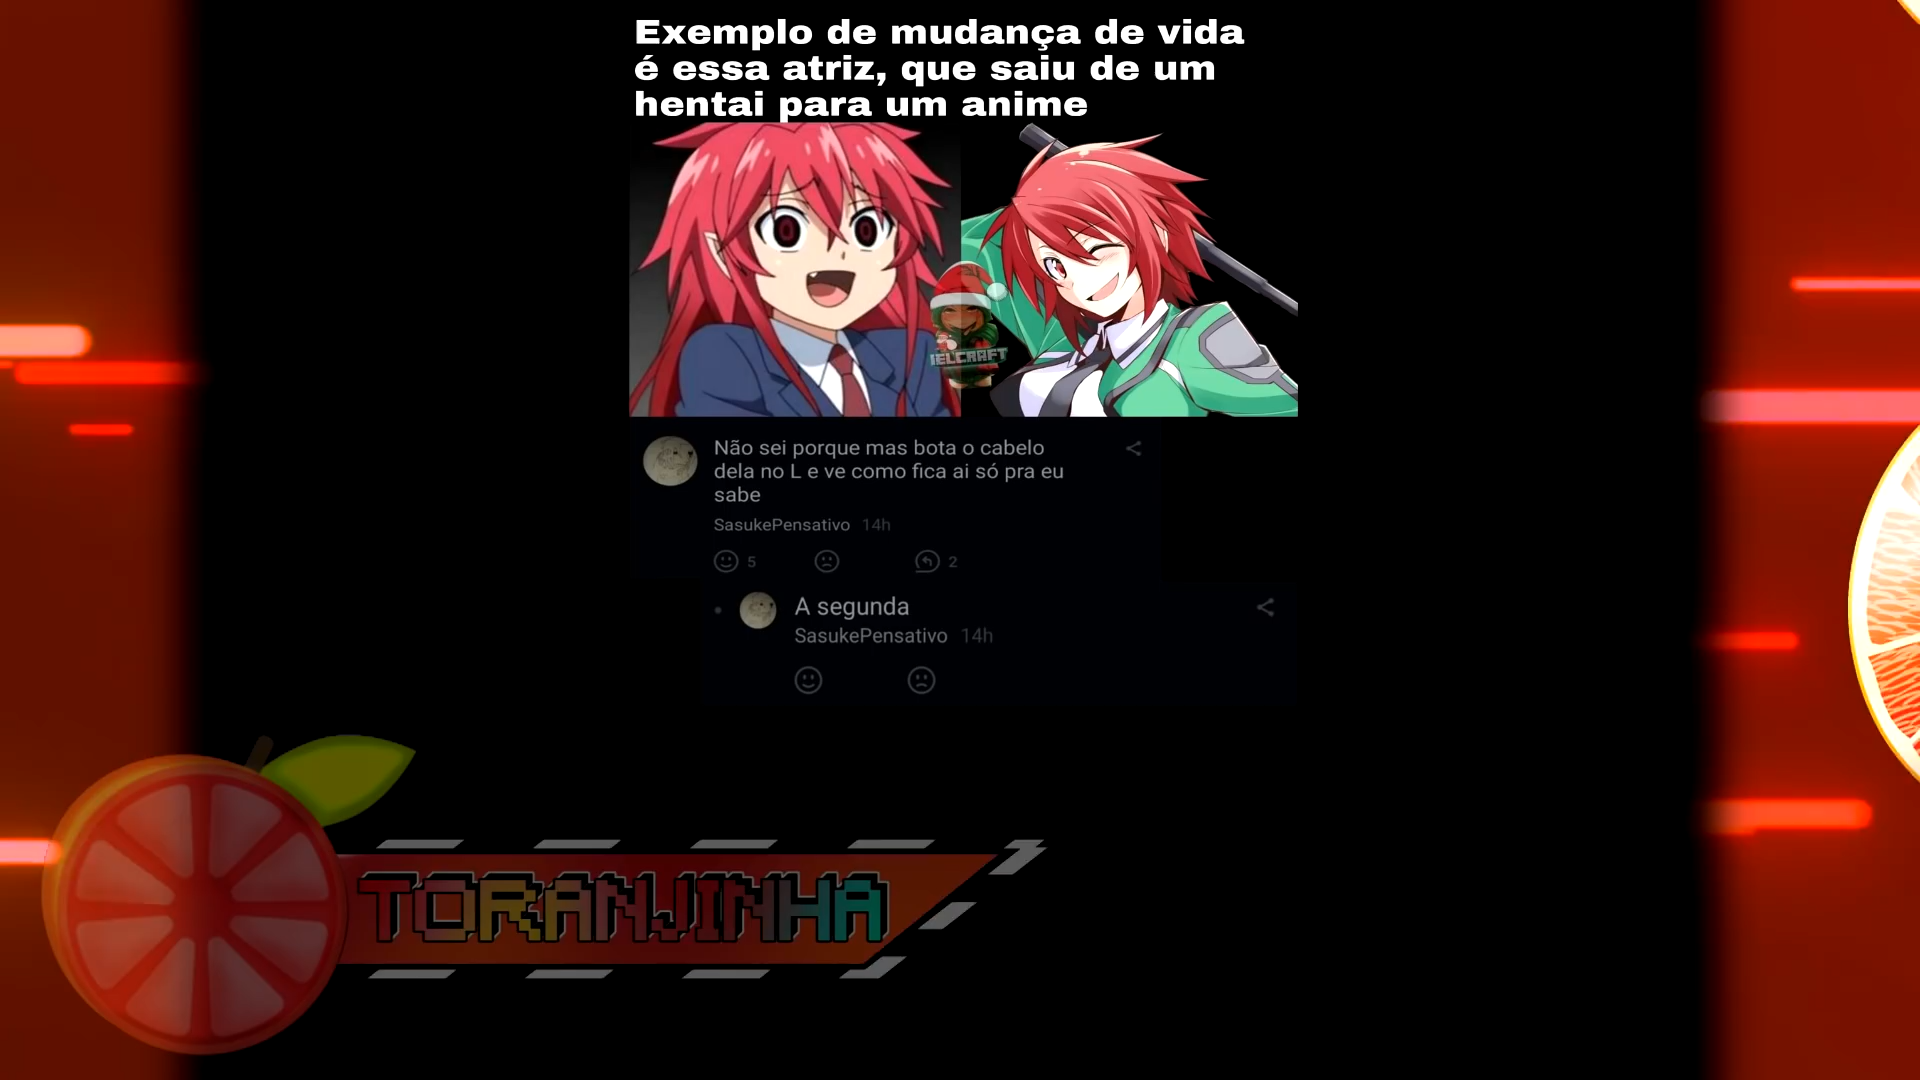 Exemplo de mudança de vida
é essa atriz, que saiu de um
hentai para um anime
IELCRAFT
Não sei porque mas bota o cabelo
dela no L e ve como fica ai só pra eu
sabe
SasukePensativo 14h
5
2
A segunda
SasukePensativo 14h
TORANJINHA